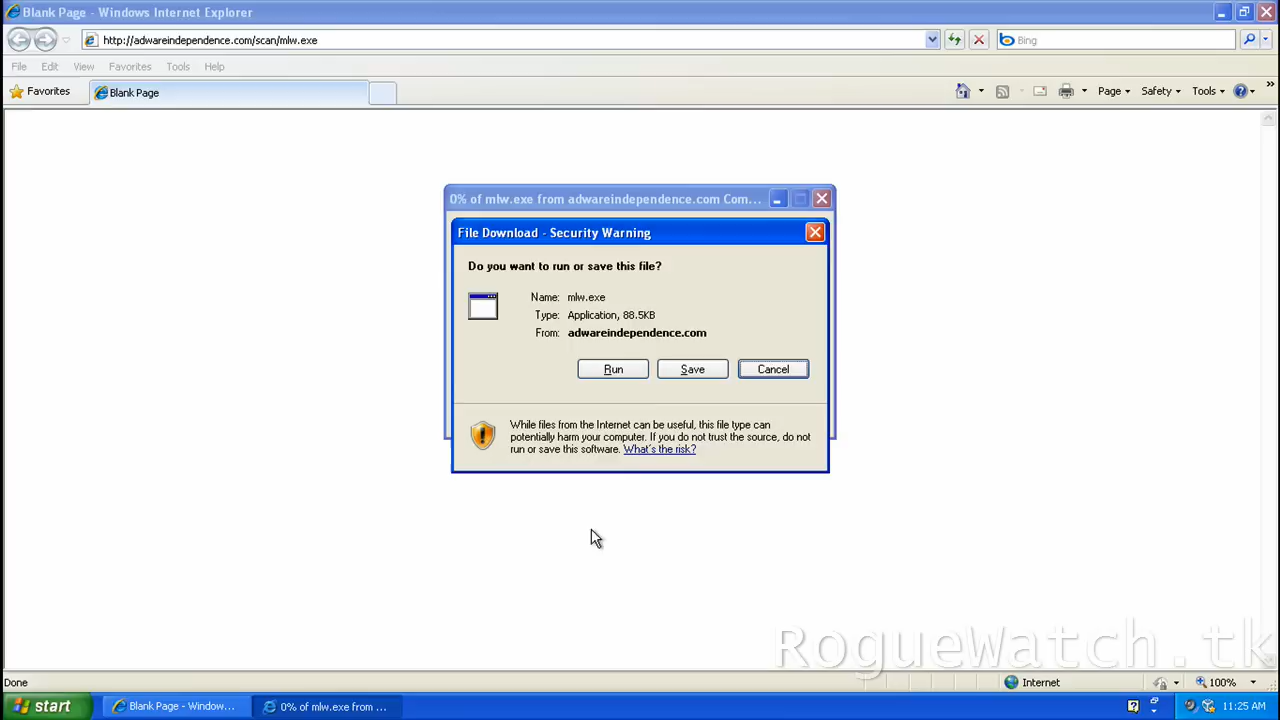 Blank Page - Windows Internet Explorer
http://adwareindependence.com/scan/mlw.exe
Bing
File Edit View Favorites Tools Help
Favorites
Blank Page
Page
Safety
Tools
0% of mlw.exe from adwareindependence.com Com...
File Download - Security Warning
Do you want to run or save this file?
Name: mlw.exe
Type: Application, 88.5KB
From: adwareindependence.com
Run
Save
Cancel
While files from the Internet can be useful, this file type can
potentially harm your computer. If you do not trust the source, do not
run or save this software. What's the risk?
RogueWatch.tk
Done
Internet
100%
start
Blank Page - Window...
0% of mlw.exe from ...
11:25 AM